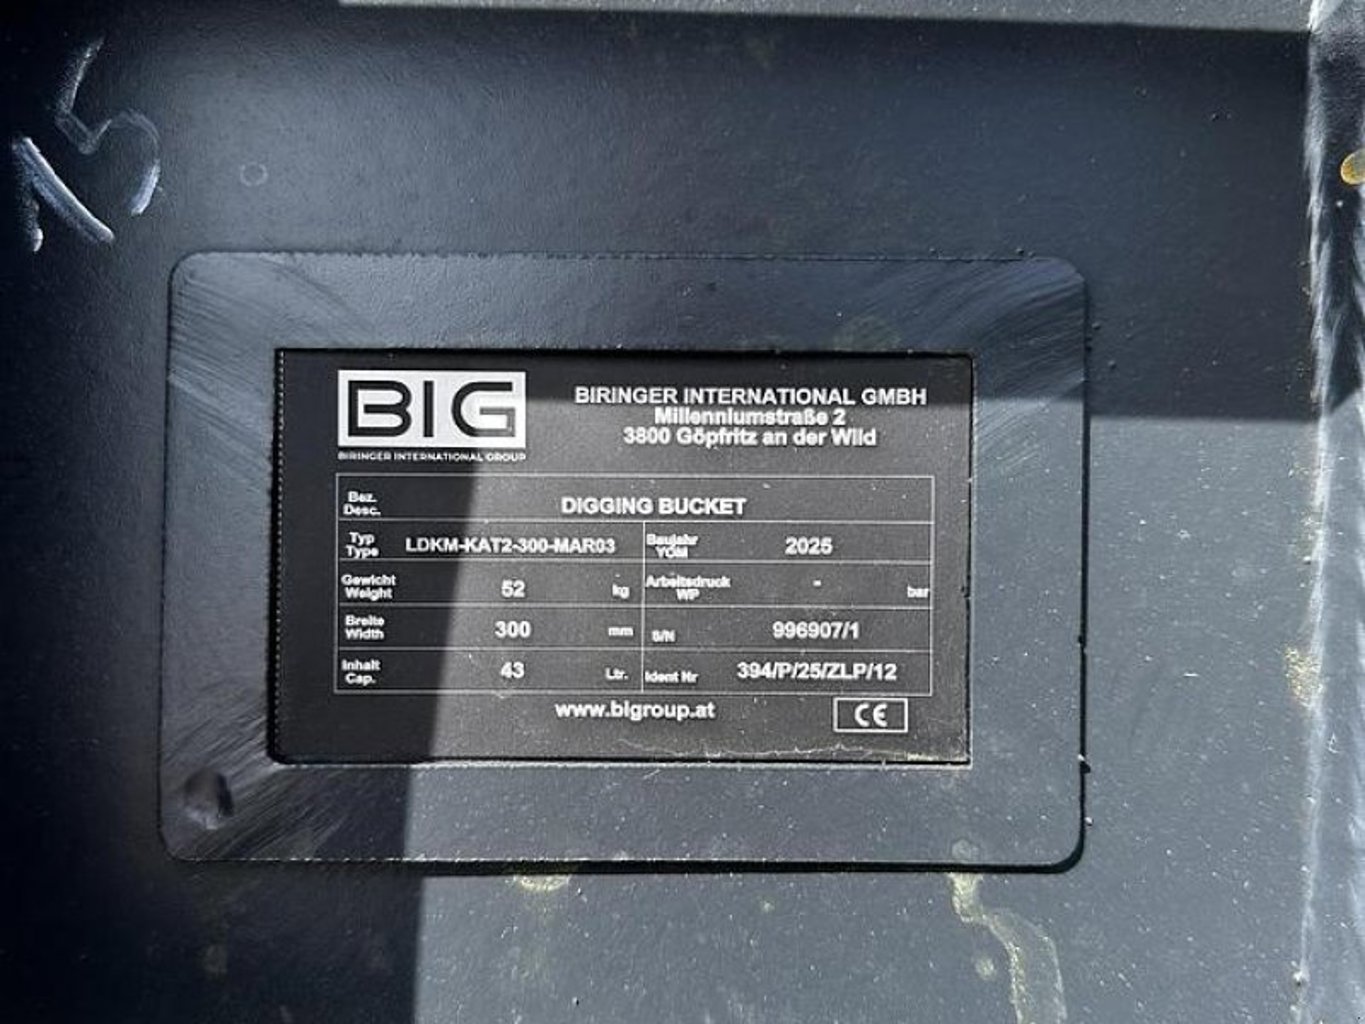 15
BIG
BIRINGER INTERNATIONAL GROUP
BIRINGER INTERNATIONAL GMBH
Millenniumstraße 2
3800 Göpfritz an der Wild
Bez. Desc. DIGGING BUCKET
Typ Type LDKM-KAT2-300-MAR03 Baujahr YOM 2025
Gewicht Weight 52 kg Arbeitsdruck WP - bar
Breite Width 300 mm S/N 996907/1
Inhalt Cap. 43 Ltr. Ident Nr 394/P/25/ZLP/12
www.bigroup.at
CE